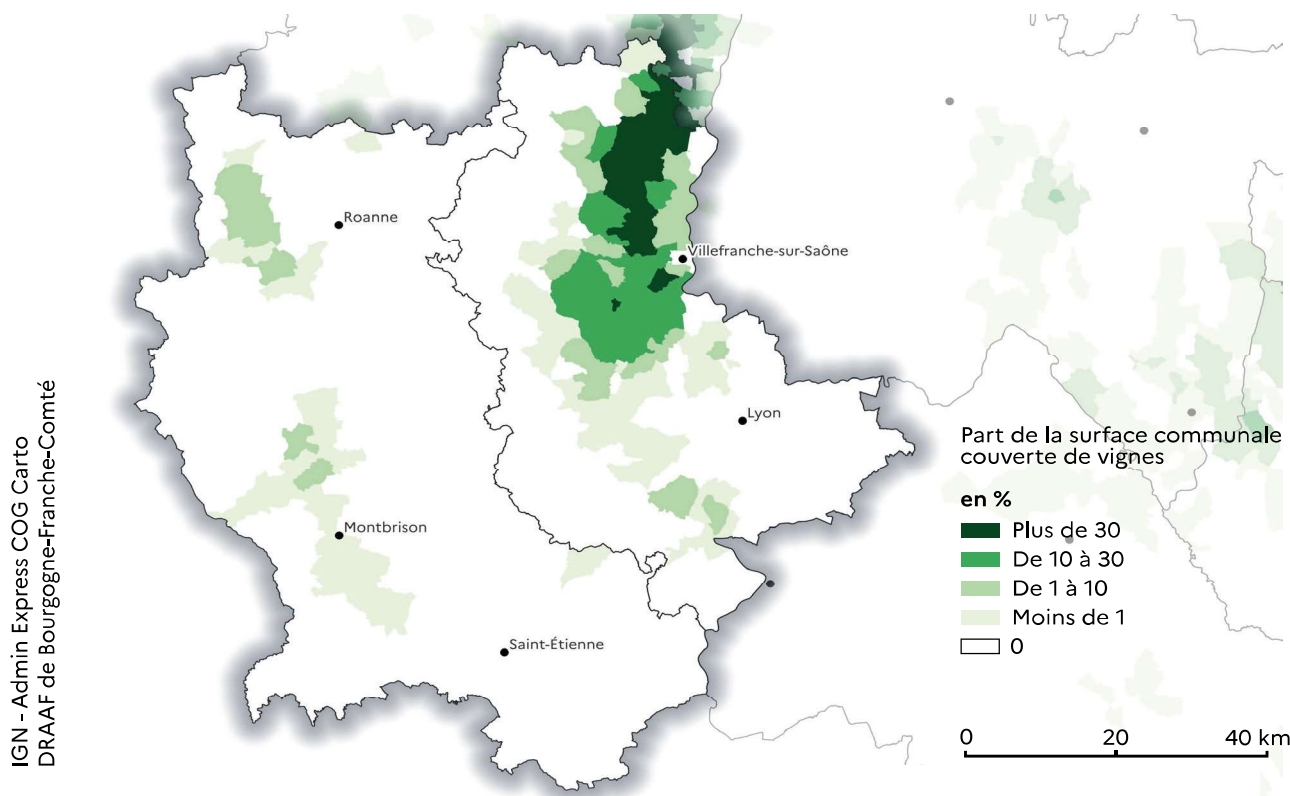 Roanne
Villefranche-sur-Saône
Lyon
Montbrison
Saint-Étienne
Part de la surface communale
couverte de vignes
en %
Plus de 30
De 10 à 30
De 1 à 10
Moins de 1
0
0 20 40 km
IGN - Admin Express COG Carto
DRAAF de Bourgogne-Franche-Comté